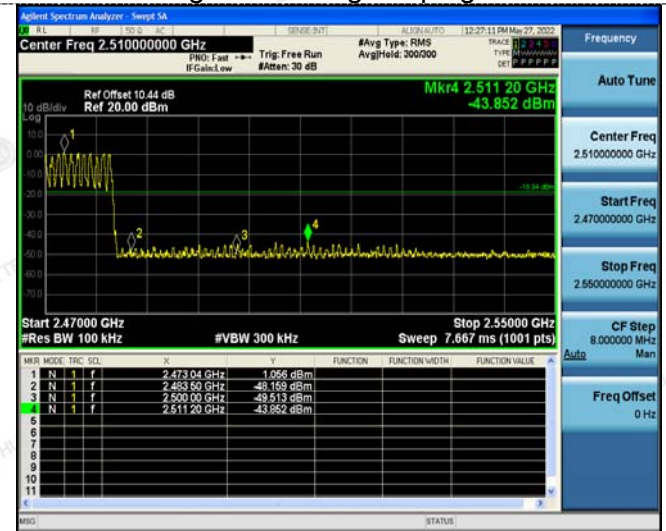 Agilent Spectrum Analyzer - Swept SA
RL RF 50 Ω AC SENSE:INT ALIGNAUTO 12:27:11 PM May 27, 2022
Center Freq 2.510000000 GHz
PNO: Fast
IFGain:Low
Trig: Free Run
#Atten: 30 dB
#Avg Type: RMS
Avg|Hold: 300/300
TRACE 1 2 3 4 5 6
TYPE
DET P P P P P P
Frequency
Auto Tune
Center Freq
2.510000000 GHz
Start Freq
2.470000000 GHz
Stop Freq
2.550000000 GHz
CF Step
8.000000 MHz
Auto Man
Freq Offset
0 Hz
Mkr4 2.511 20 GHz
-43.852 dBm
Ref Offset 10.44 dB
10 dB/div Ref 20.00 dBm
Log
10.0
0.00
-10.0
-20.0
-30.0
-40.0
-50.0
-60.0
-70.0
1
2
3
4
Start 2.47000 GHz Stop 2.55000 GHz
#Res BW 100 kHz #VBW 300 kHz Sweep 7.667 ms (1001 pts)
MKR MODE TRC SCL X Y FUNCTION FUNCTION WIDTH FUNCTION VALUE
1 N 1 f 2.473 04 GHz 1.056 dBm
2 N 1 f 2.483 50 GHz -48.159 dBm
3 N 1 f 2.500 00 GHz -49.513 dBm
4 N 1 f 2.511 20 GHz -43.852 dBm
5
6
7
8
9
10
11
MSG STATUS